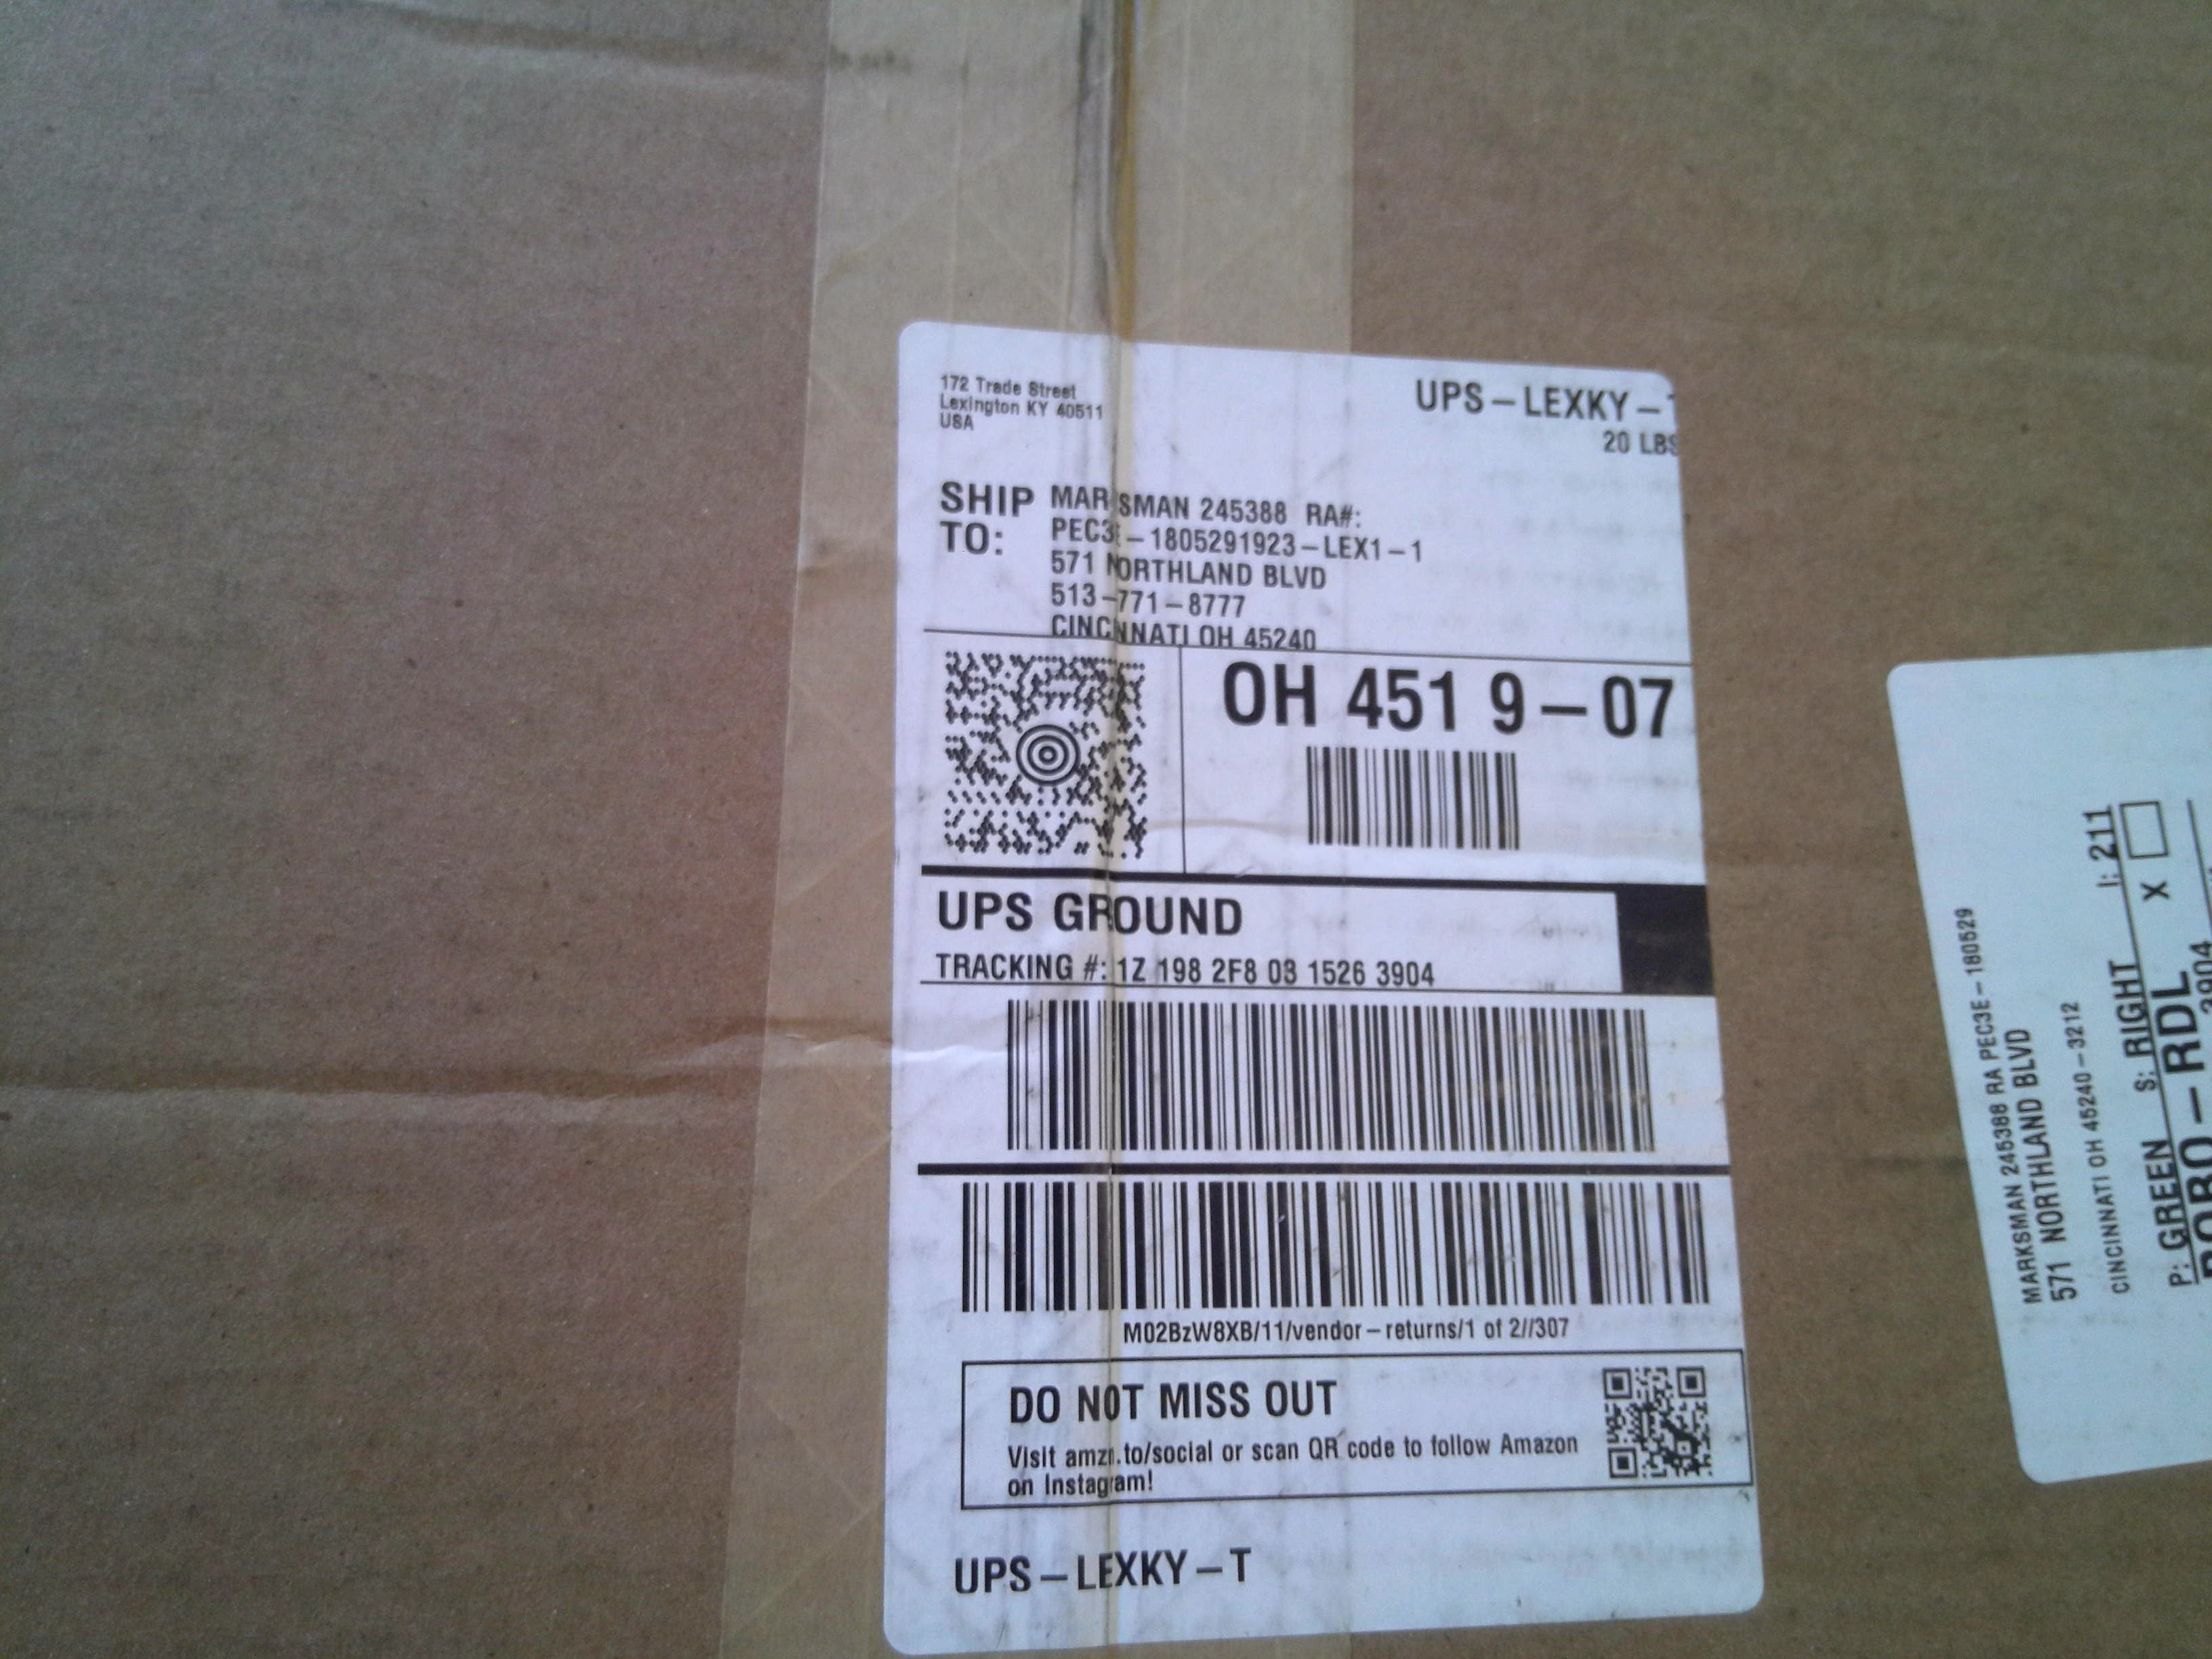 172 Trade Street
Lexington KY 40511
USA
UPS – LEXKY –
20 LBS
SHIP TO:
MAR SMAN 245388 RA#:
PEC3E – 1805291923 – LEX1 – 1
571 NORTHLAND BLVD
513 – 771 – 8777
CINCNNATI OH 45240
OH 451 9 – 07
UPS GROUND
TRACKING #: 1Z 198 2F8 03 1526 3904
M02BzW8XB/11/vendor – returns/1 of 2//307
DO NOT MISS OUT
Visit amzn.to/social or scan QR code to follow Amazon
on Instagram!
UPS – LEXKY – T
MARKSMAN 245388 RA PEC3E – 180529
571 NORTHLAND BLVD
CINCINNATI OH 45240 – 3212
P: GREEN S: RIGHT I: 211
X
RDL
3904